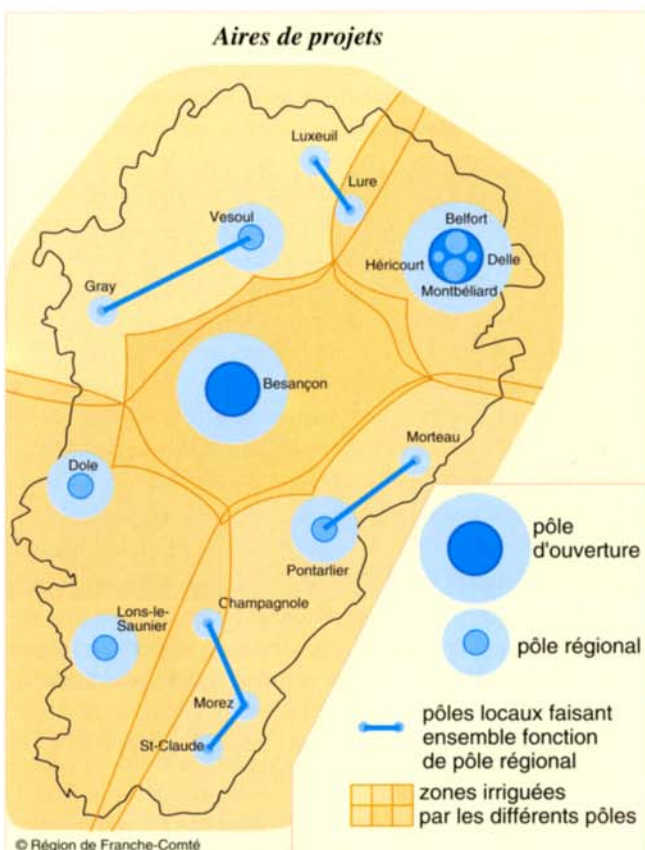 Aires de projets
Luxeuil
Lure
Vesoul
Belfort
Héricourt
Delle
Montbéliard
Gray
Besançon
Morteau
Dole
Pontarlier
Champagnole
Lons-le-
Saunier
Morez
St-Claude
pôle
d'ouverture
pôle régional
pôles locaux faisant
ensemble fonction
de pôle régional
zones irriguées
par les différents pôles
© Région de Franche-Comté